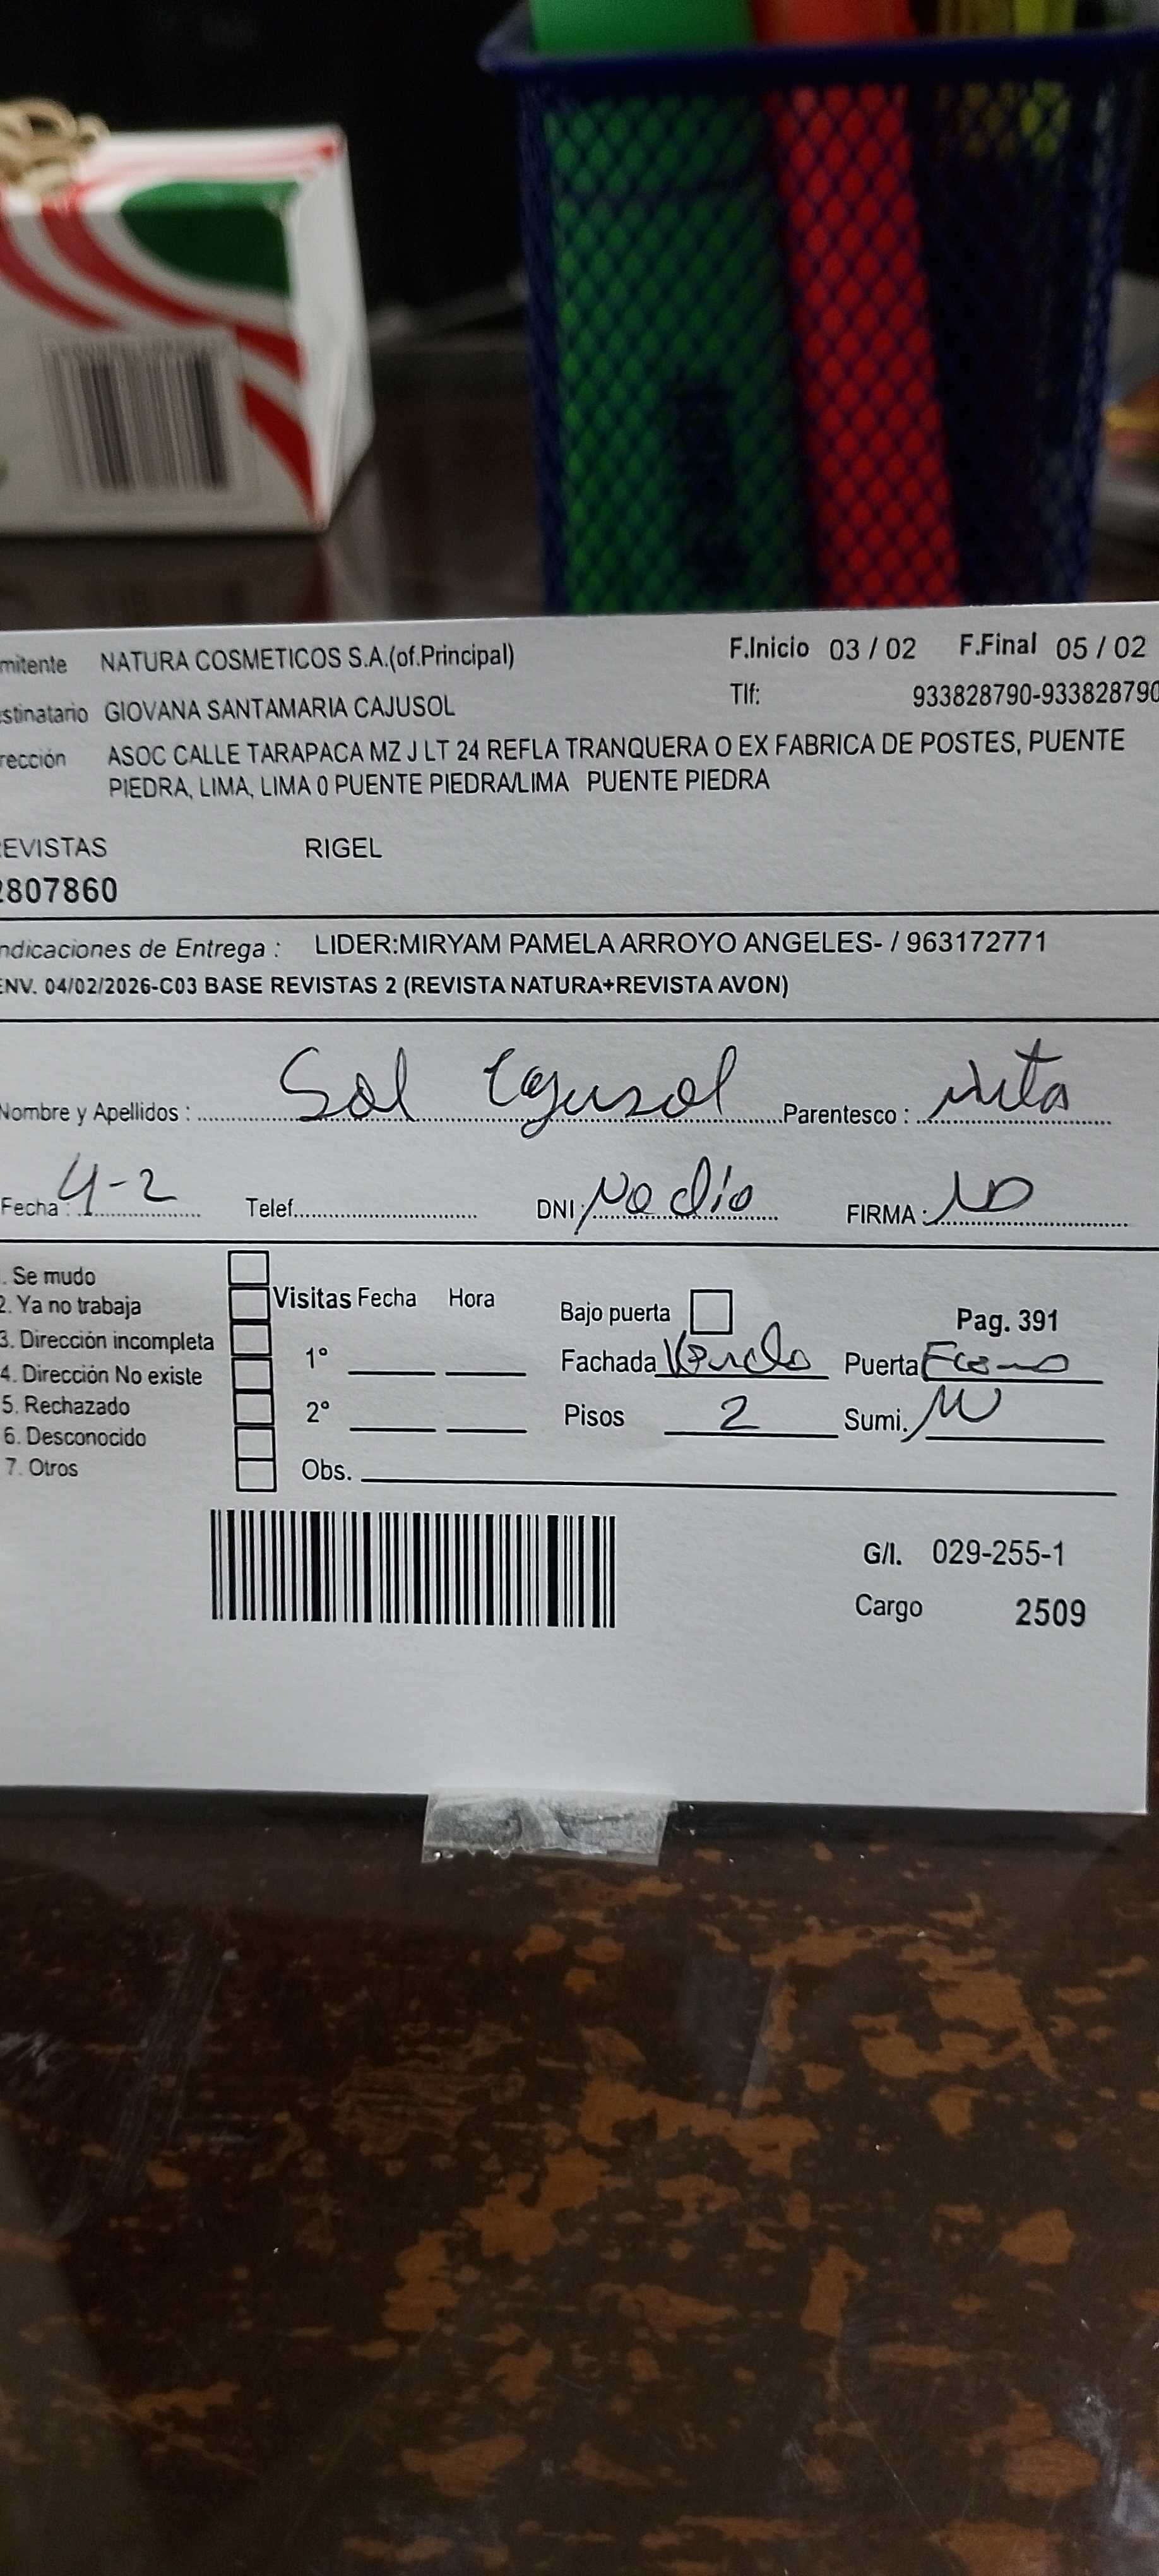 mitente NATURA COSMETICOS S.A.(of.Principal) F.Inicio 03 / 02 F.Final 05 / 02
stinatario GIOVANA SANTAMARIA CAJUSOL Tlf: 933828790-933828790
rección ASOC CALLE TARAPACA MZ J LT 24 REFLA TRANQUERA O EX FABRICA DE POSTES, PUENTE
PIEDRA, LIMA, LIMA 0 PUENTE PIEDRA/LIMA PUENTE PIEDRA
EVISTAS RIGEL
2807860
ndicaciones de Entrega : LIDER:MIRYAM PAMELA ARROYO ANGELES- / 963172771
ENV. 04/02/2026-C03 BASE REVISTAS 2 (REVISTA NATURA+REVISTA AVON)
Nombre y Apellidos : Sol Cajusol Parentesco :
Fecha : 4-2 Telef. DNI : No dio FIRMA : ND
. Se mudo
2. Ya no trabaja Visitas Fecha Hora Bajo puerta Pag. 391
3. Dirección incompleta 1° Fachada Puerta
4. Dirección No existe
5. Rechazado 2° Pisos 2 Sumi.
6. Desconocido
7. Otros Obs.
G/I. 029-255-1
Cargo 2509